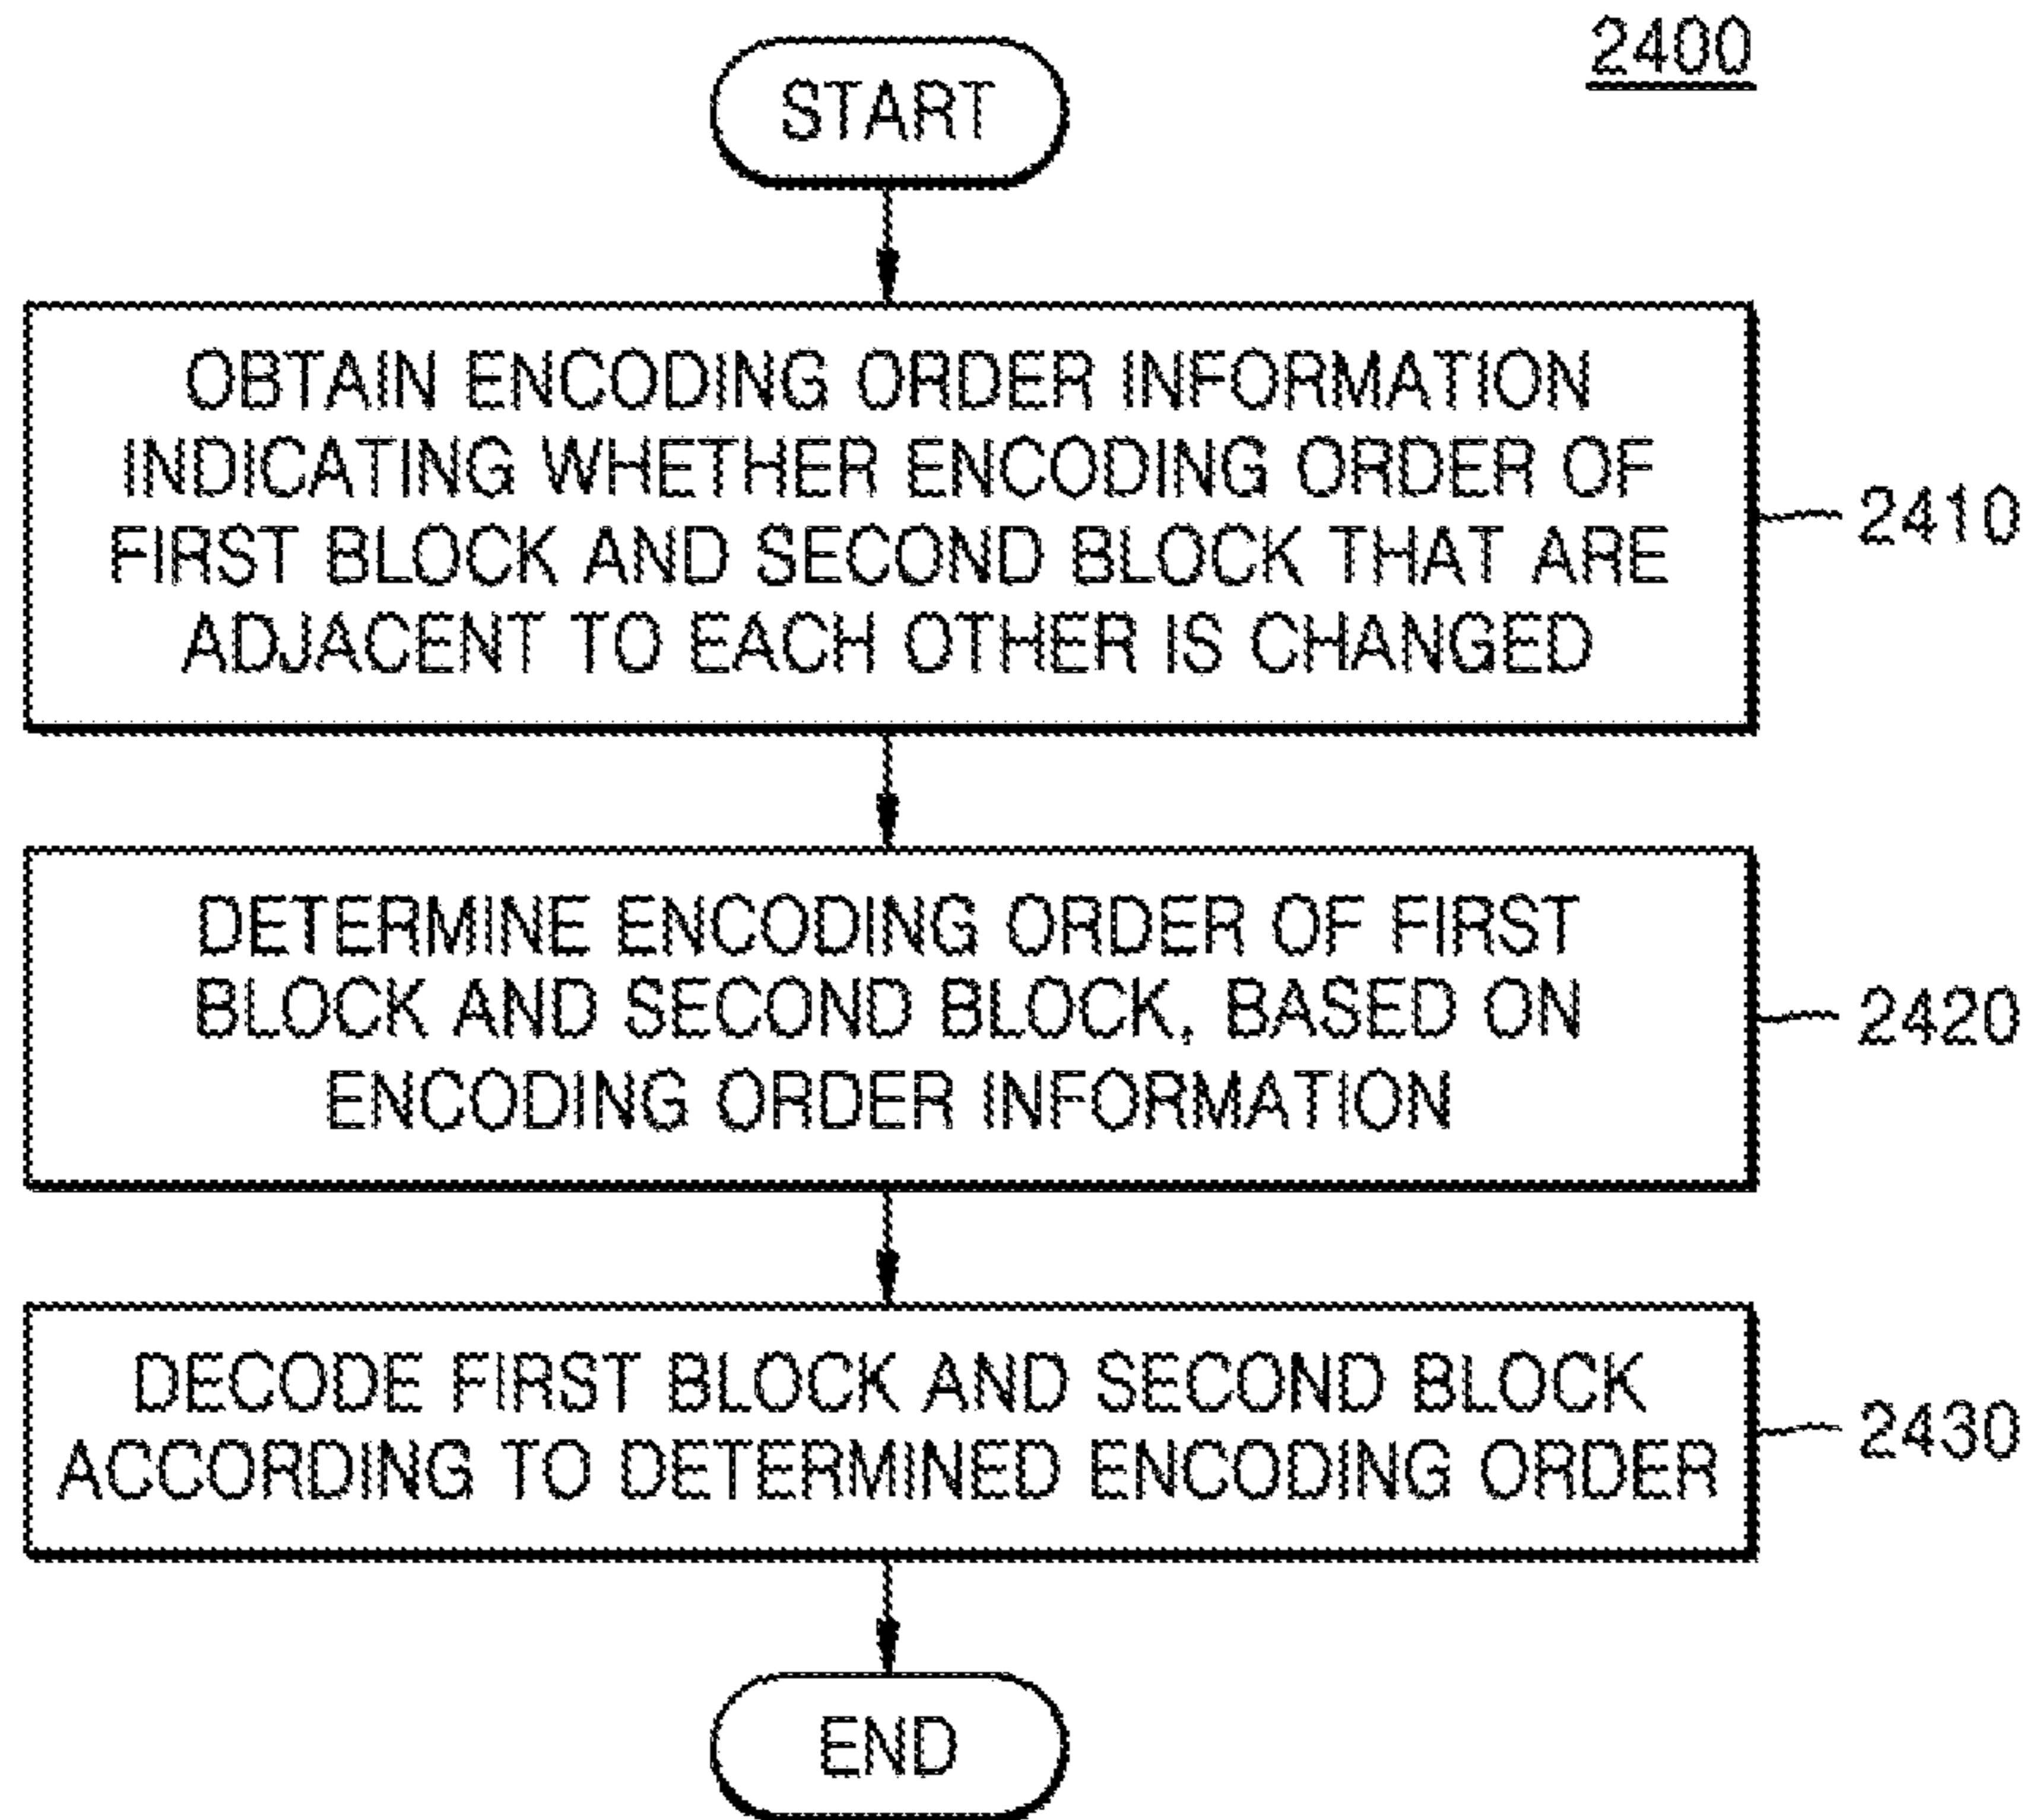 2400
START
OBTAIN ENCODING ORDER INFORMATION
INDICATING WHETHER ENCODING ORDER OF
FIRST BLOCK AND SECOND BLOCK THAT ARE
ADJACENT TO EACH OTHER IS CHANGED
2410
DETERMINE ENCODING ORDER OF FIRST
BLOCK AND SECOND BLOCK, BASED ON
ENCODING ORDER INFORMATION
2420
DECODE FIRST BLOCK AND SECOND BLOCK
ACCORDING TO DETERMINED ENCODING ORDER
2430
END